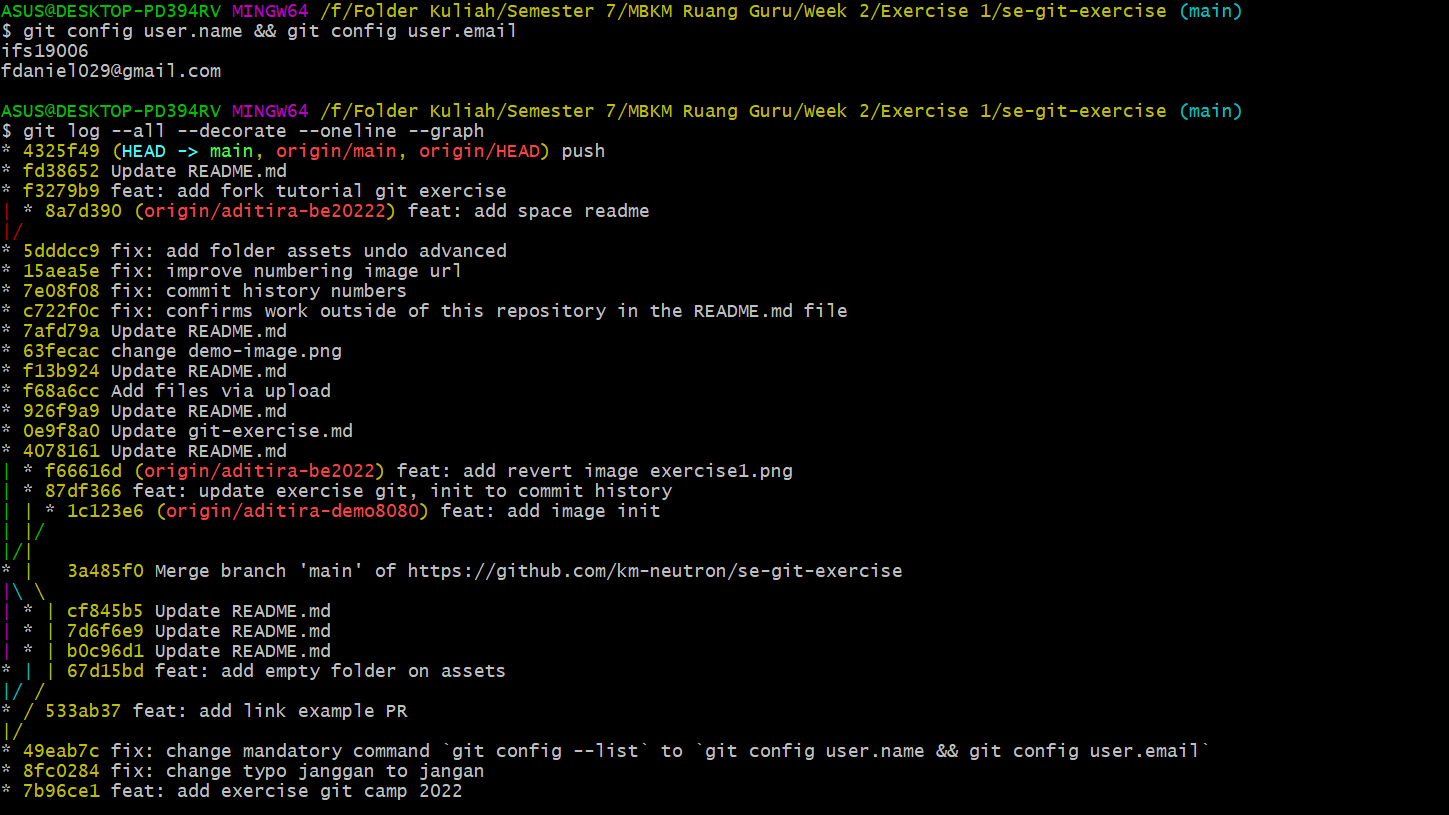 ASUS@DESKTOP-PD394RV MINGW64 /f/Folder Kuliah/Semester 7/MBKM Ruang Guru/Week 2/Exercise 1/se-git-exercise (main)
$ git config user.name && git config user.email
ifs19006
fdaniel029@gmail.com

ASUS@DESKTOP-PD394RV MINGW64 /f/Folder Kuliah/Semester 7/MBKM Ruang Guru/Week 2/Exercise 1/se-git-exercise (main)
$ git log --all --decorate --oneline --graph
* 4325f49 (HEAD -> main, origin/main, origin/HEAD) push
* fd38652 Update README.md
* f3279b9 feat: add fork tutorial git exercise
| * 8a7d390 (origin/aditira-be20222) feat: add space readme
|/
* 5dddcc9 fix: add folder assets undo advanced
* 15aea5e fix: improve numbering image url
* 7e08f08 fix: commit history numbers
* c722f0c fix: confirms work outside of this repository in the README.md file
* 7afd79a Update README.md
* 63fecac change demo-image.png
* f13b924 Update README.md
* f68a6cc Add files via upload
* 926f9a9 Update README.md
* 0e9f8a0 Update git-exercise.md
* 4078161 Update README.md
| * f66616d (origin/aditira-be2022) feat: add revert image exercise1.png
| * 87df366 feat: update exercise git, init to commit history
| | * 1c123e6 (origin/aditira-demo8080) feat: add image init
| |/
|/|
* |   3a485f0 Merge branch 'main' of https://github.com/km-neutron/se-git-exercise
|\ \
| * | cf845b5 Update README.md
| * | 7d6f6e9 Update README.md
| * | b0c96d1 Update README.md
* | | 67d15bd feat: add empty folder on assets
|/ /
* / 533ab37 feat: add link example PR
|/
* 49eab7c fix: change mandatory command `git config --list` to `git config user.name && git config user.email`
* 8fc0284 fix: change typo janggan to jangan
* 7b96ce1 feat: add exercise git camp 2022